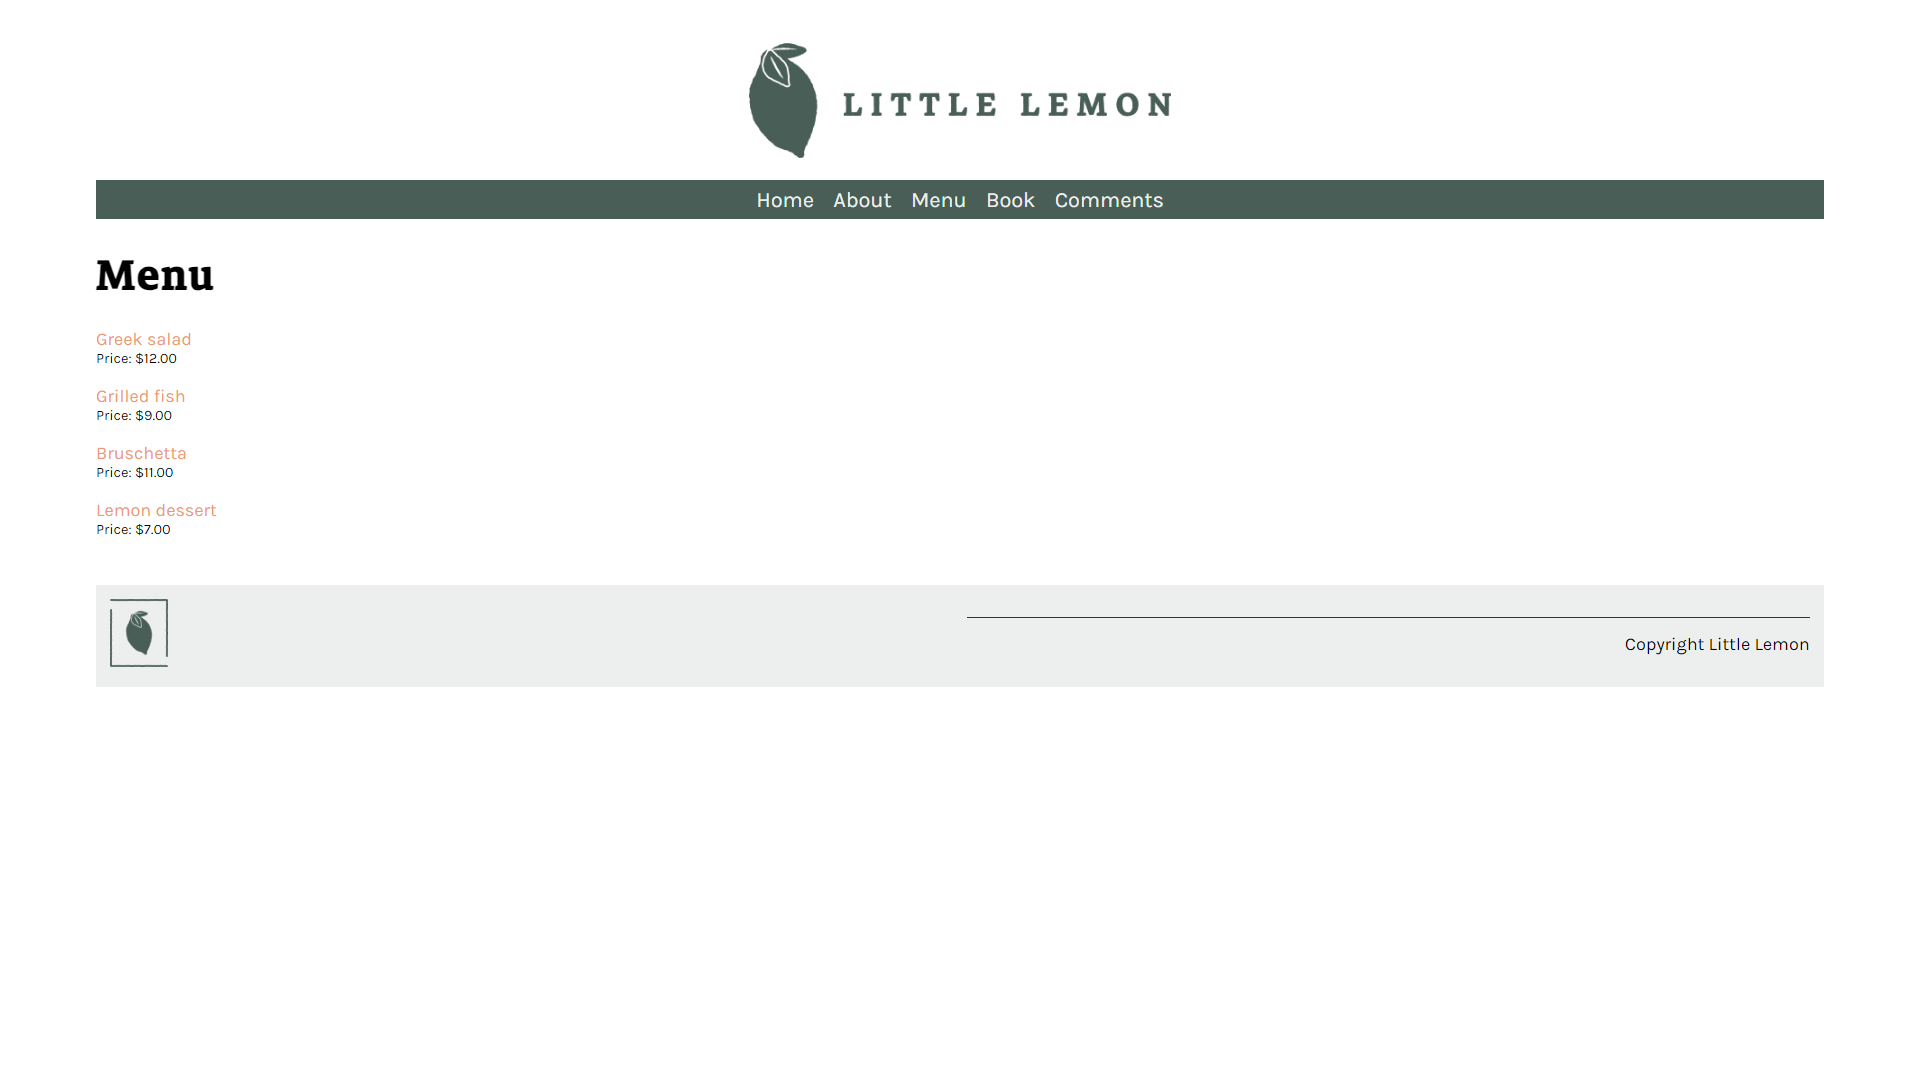 LITTLE LEMON
Home About Menu Book Comments
Menu
Greek salad
Price: $12.00
Grilled fish
Price: $9.00
Bruschetta
Price: $11.00
Lemon dessert
Price: $7.00
Copyright Little Lemon